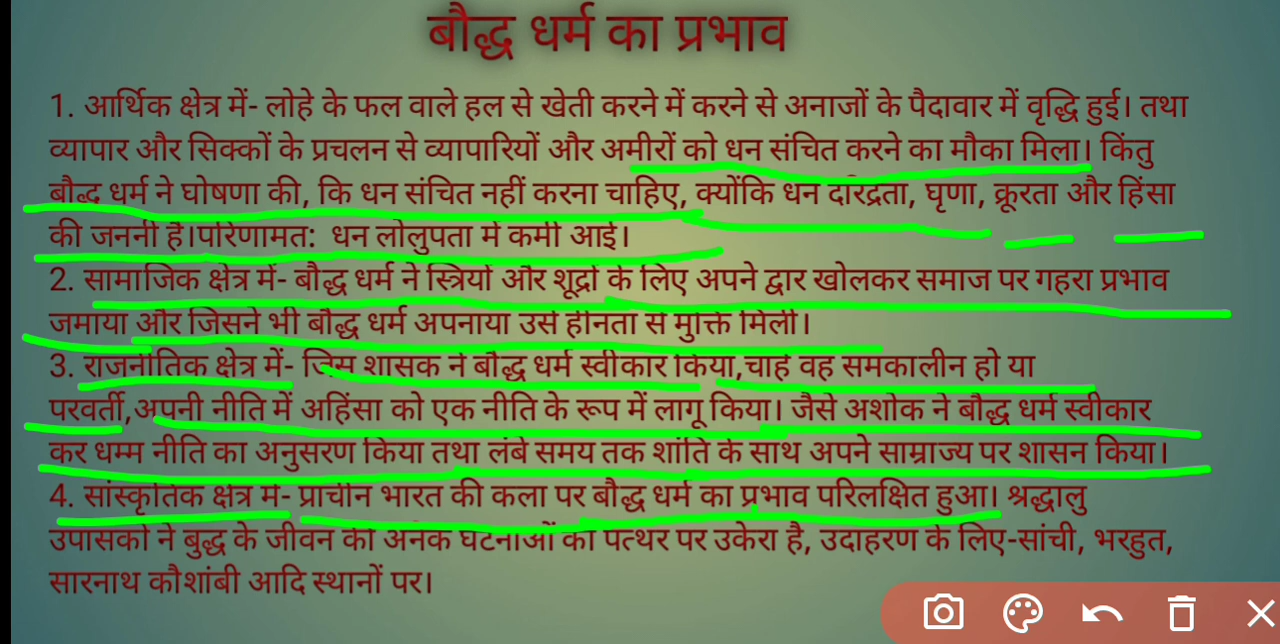 बौद्ध धर्म का प्रभाव
1. आर्थिक क्षेत्र में- लोहे के फल वाले हल से खेती करने में करने से अनाजों के पैदावार में वृद्धि हुई। तथा
व्यापार और सिक्कों के प्रचलन से व्यापारियों और अमीरों को धन संचित करने का मौका मिला। किंतु
बौद्ध धर्म ने घोषणा की, कि धन संचित नहीं करना चाहिए, क्योंकि धन दरिद्रता, घृणा, क्रूरता और हिंसा
की जननी है।परिणामत: धन लोलुपता में कमी आई।
2. सामाजिक क्षेत्र में- बौद्ध धर्म ने स्त्रियों और शूद्रों के लिए अपने द्वार खोलकर समाज पर गहरा प्रभाव
जमाया और जिसने भी बौद्ध धर्म अपनाया उसे हीनता से मुक्ति मिली।
3. राजनीतिक क्षेत्र में- जिस शासक ने बौद्ध धर्म स्वीकार किया,चाहे वह समकालीन हो या
परवर्ती,अपनी नीति में अहिंसा को एक नीति के रूप में लागू किया। जैसे अशोक ने बौद्ध धर्म स्वीकार
कर धम्म नीति का अनुसरण किया तथा लंबे समय तक शांति के साथ अपने साम्राज्य पर शासन किया।
4. सांस्कृतिक क्षेत्र में- प्राचीन भारत की कला पर बौद्ध धर्म का प्रभाव परिलक्षित हुआ। श्रद्धालु
उपासकों ने बुद्ध के जीवन की अनेक घटनाओं को पत्थर पर उकेरा है, उदाहरण के लिए-सांची, भरहुत,
सारनाथ कौशांबी आदि स्थानों पर।